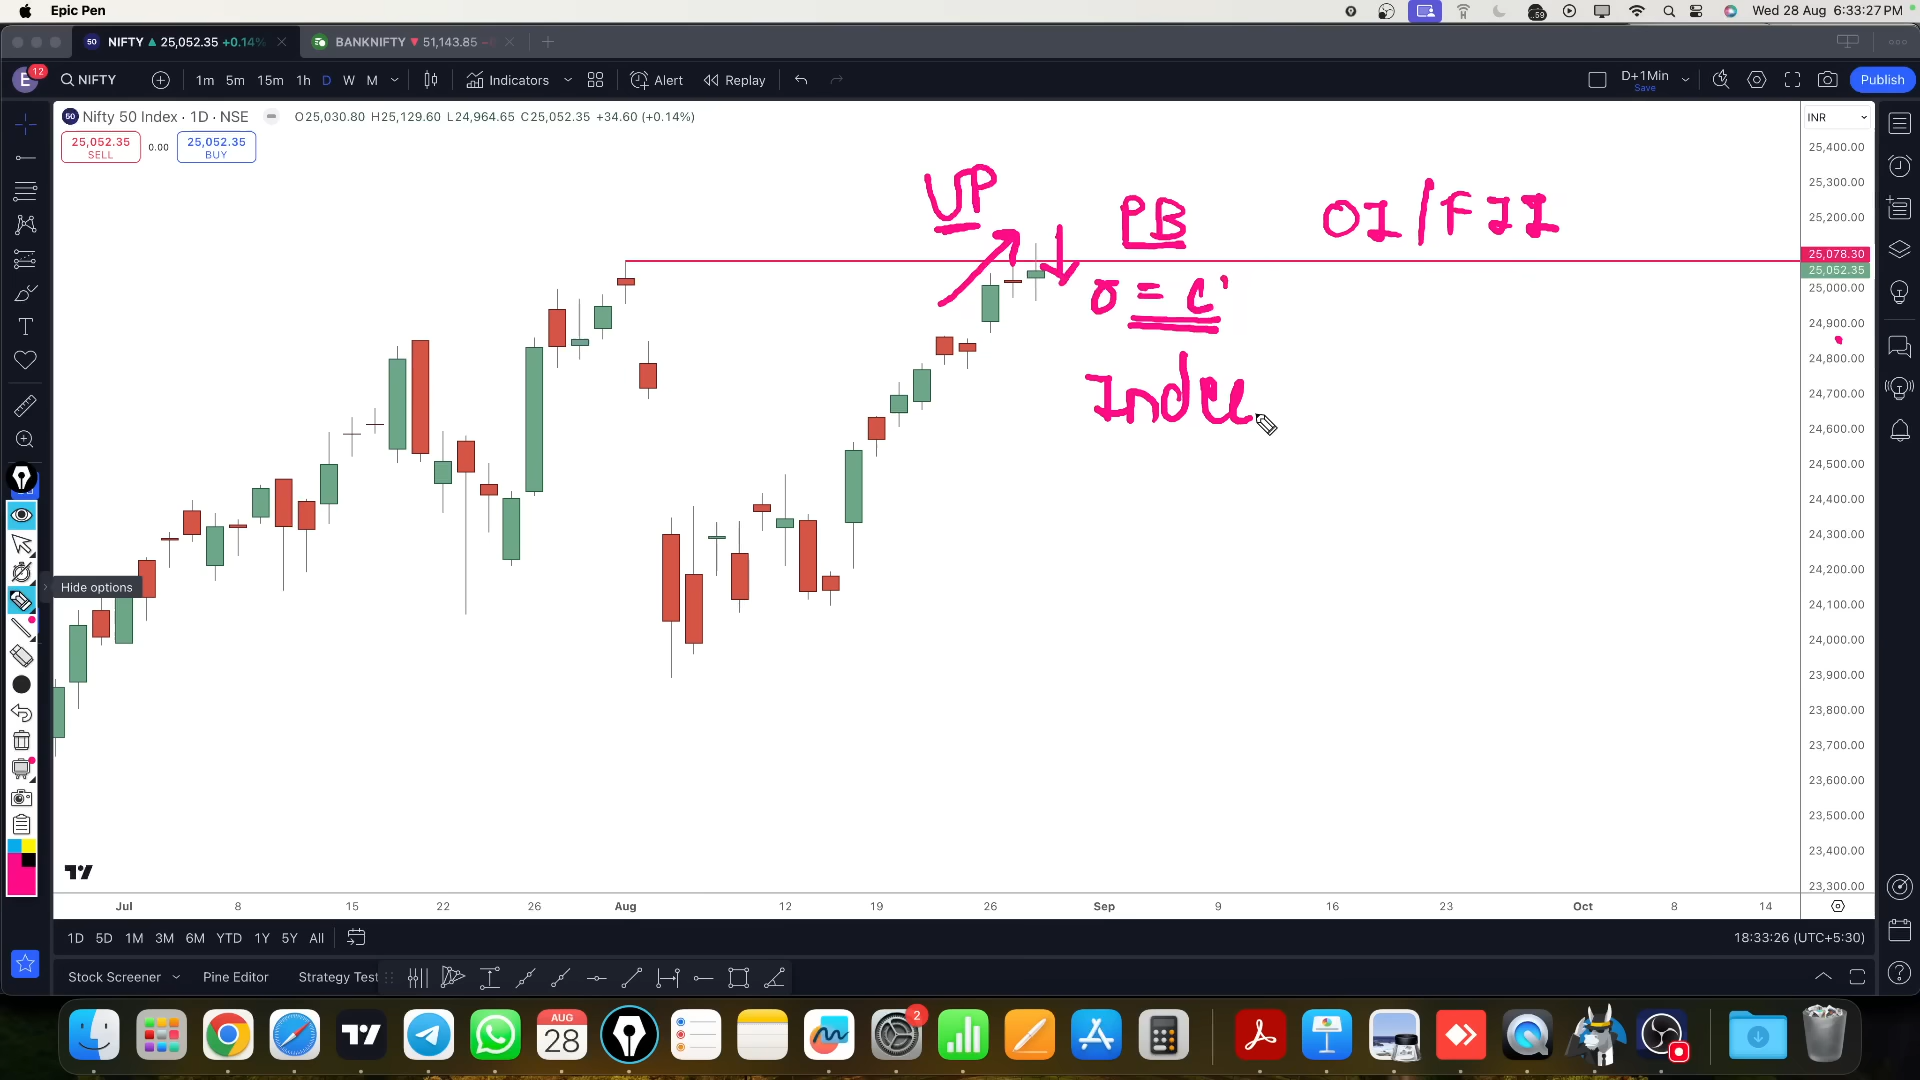 Epic Pen
Wed 28 Aug 6:33:27 PM
NIFTY 25,052.35 +0.14%
BANKNIFTY 51,143.85
E 12 NIFTY 1m 5m 15m 1h D W M Indicators Alert Replay D+1Min Save Publish
50 Nifty 50 Index · 1D · NSE O25,030.80 H25,129.60 L24,964.65 C25,052.35 +34.60 (+0.14%)
INR
25,052.35 SELL 0.00 25,052.35 BUY
UP
PB
OI/FII
Inde
25,400.00
25,300.00
25,200.00
25,078.30
25,052.35
25,000.00
24,900.00
24,800.00
24,700.00
24,600.00
24,500.00
24,400.00
24,300.00
24,200.00
24,100.00
24,000.00
23,900.00
23,800.00
23,700.00
23,600.00
23,500.00
23,400.00
23,300.00
Hide options
Jul 8 15 22 26 Aug 12 19 26 Sep 9 16 23 Oct 8 14
1D 5D 1M 3M 6M YTD 1Y 5Y All 18:33:26 (UTC+5:30)
Stock Screener Pine Editor Strategy Test
AUG 28
2